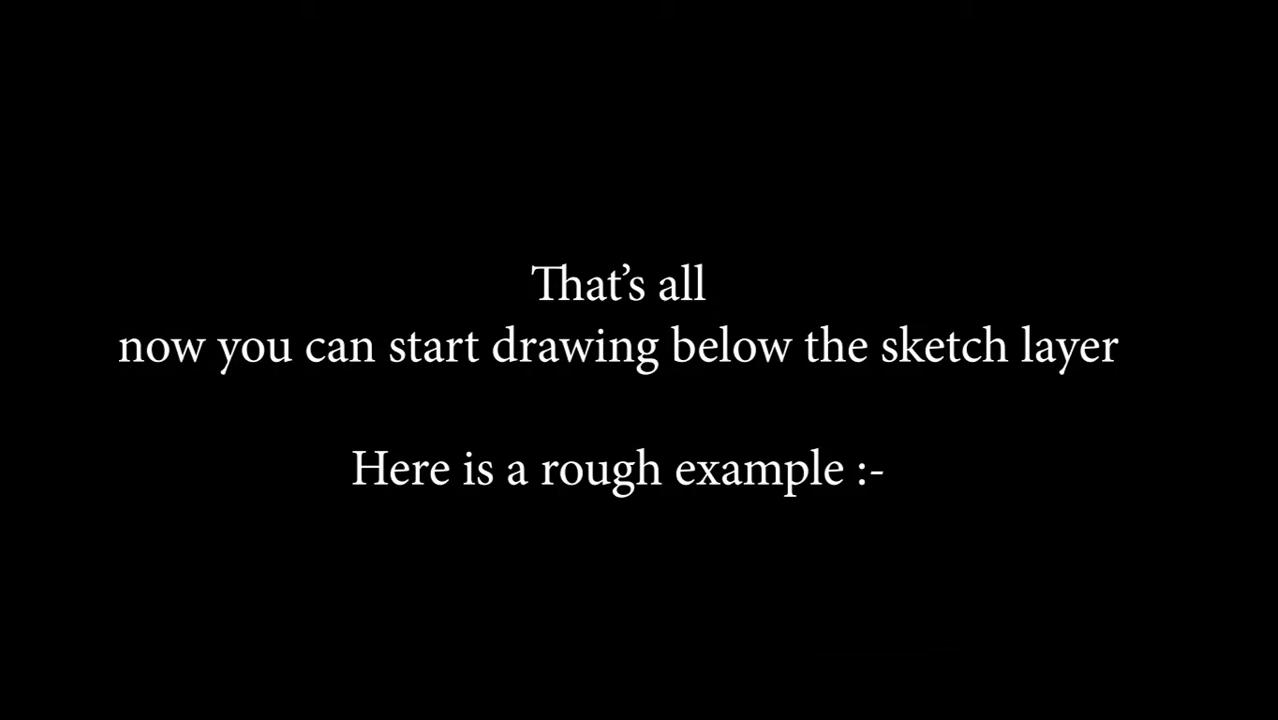 That’s all
now you can start drawing below the sketch layer
Here is a rough example :-